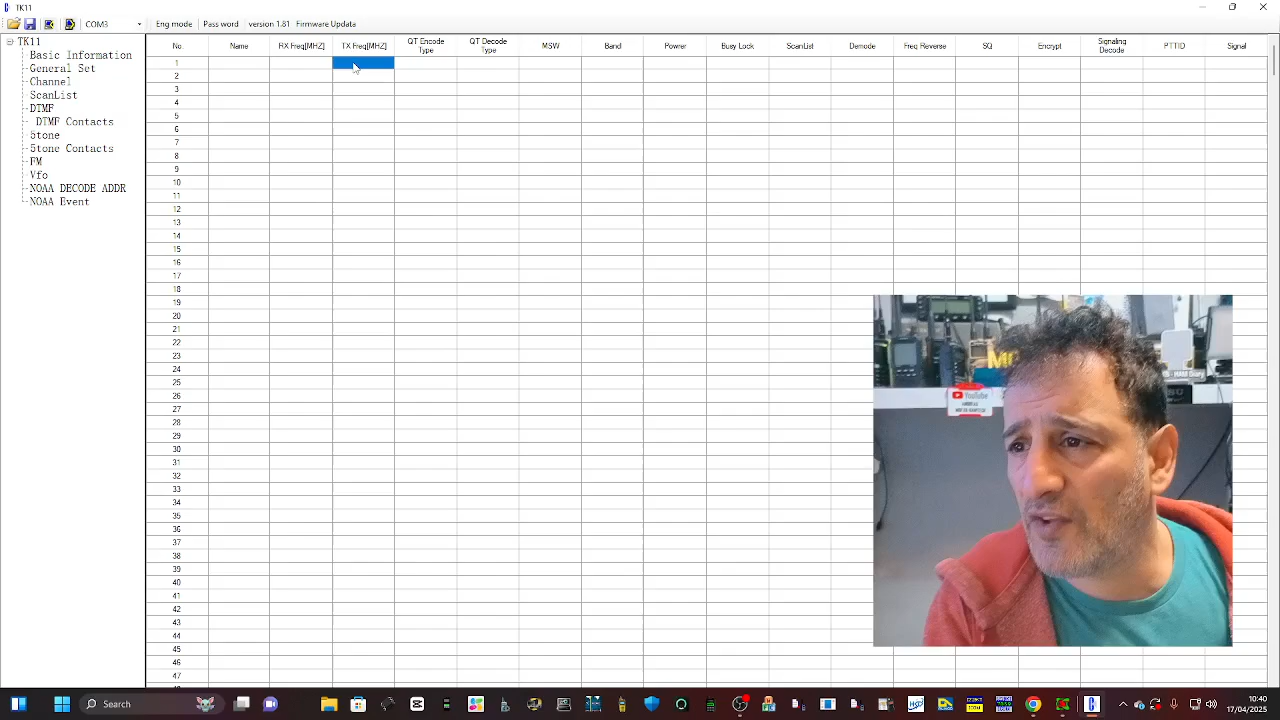 TK11
COM3 Eng mode Pass word version 1.81 Firmware Updata
TK11
Basic Information
General Set
Channel
ScanList
DTMF
DTMF Contacts
5tone
5tone Contacts
FM
Vfo
NOAA DECODE ADDR
NOAA Event
No. Name RX Freq[MHZ] TX Freq[MHZ] QT Encode Type QT Decode Type MSW Band Power Busy Lock ScanList Demode Freq Reverse SQ Encrypt Signaling Decode PTTID Signal
1
2
3
4
5
6
7
8
9
10
11
12
13
14
15
16
17
18
19
20
21
22
23
24
25
26
27
28
29
30
31
32
33
34
35
36
37
38
39
40
41
42
43
44
45
46
47
YouTube
HAM Diary
Search
10:40
17/04/2025